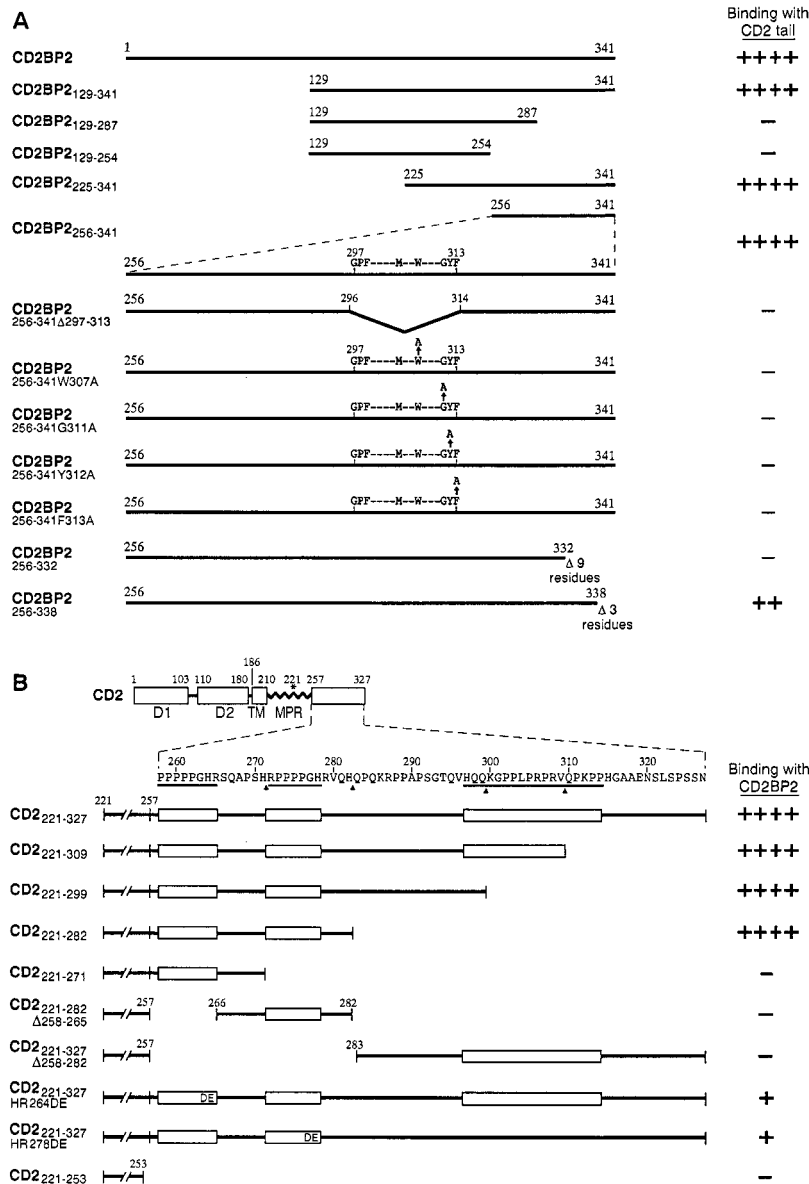 A
Binding with
CD2 tail
CD2BP2
1
341
++++
CD2BP2129-341
129
341
++++
CD2BP2129-287
129
287
−
CD2BP2129-254
129
254
−
CD2BP2225-341
225
341
++++
CD2BP2256-341
256
341
++++
256
297
GPF----M--W---GYF
313
341
CD2BP2
256-341Δ297-313
256
296
314
341
−
CD2BP2
256-341W307A
256
297
A
GPF----M--W---GYF
313
341
−
CD2BP2
256-341G311A
256
A
GPF----M--W---GYF
341
−
CD2BP2
256-341Y312A
256
A
GPF----M--W---GYF
341
−
CD2BP2
256-341F313A
256
A
GPF----M--W---GYF
341
−
CD2BP2
256-332
256
332
Δ 9
residues
−
CD2BP2
256-338
256
338
Δ 3
residues
++
B
CD2
1
103
110
180
186
210
221
*
257
327
D1
D2
TM
MPR
260 270 280 290 300 310 320
PPPPPGHRSQAPSHRPPPPGHRVQHQPQKRPPAPSGTQVHQQKGPPLPRPRVQPKPPHGAAENSLSPSSN
Binding with
CD2BP2
CD2221-327
221
257
++++
CD2221-309
++++
CD2221-299
++++
CD2221-282
++++
CD2221-271
−
CD2221-282
Δ258-265
257
266
282
−
CD2221-327
Δ258-282
257
283
−
CD2221-327
HR264DE
DE
+
CD2221-327
HR278DE
DE
+
CD2221-253
253
−